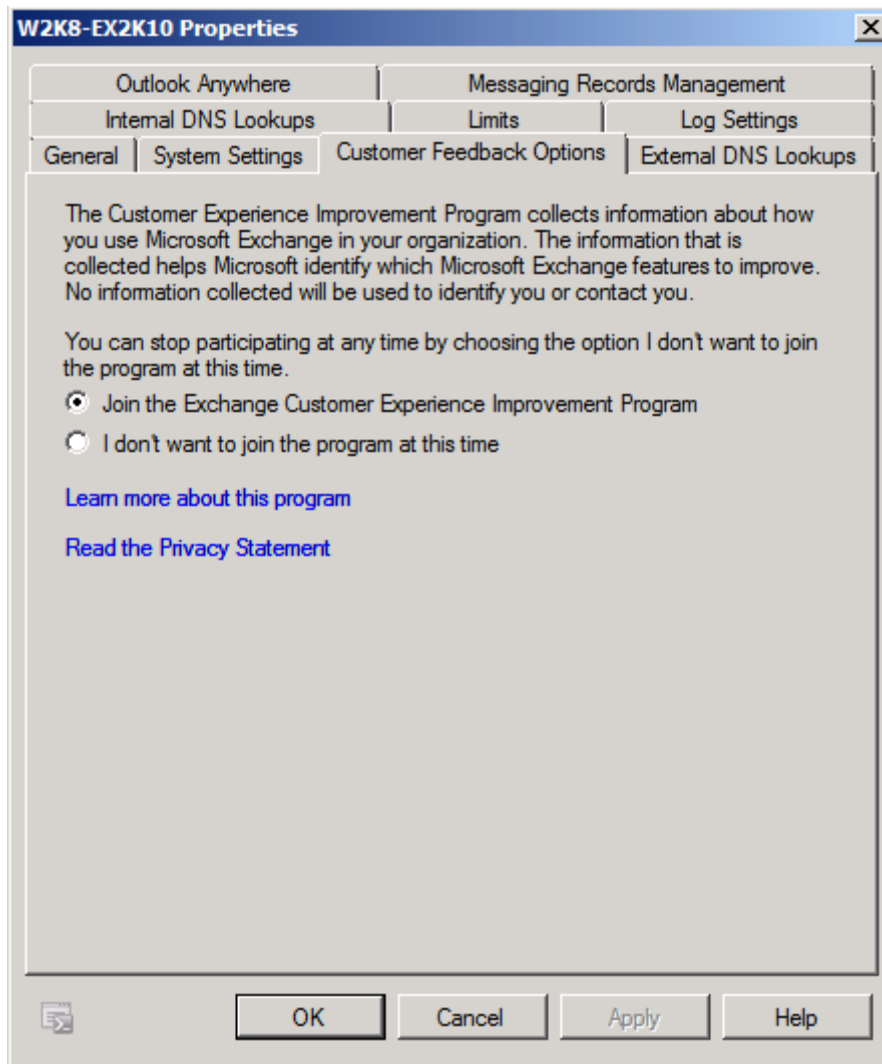 W2K8-EX2K10 Properties
Outlook Anywhere
Messaging Records Management
Internal DNS Lookups
Limits
Log Settings
General
System Settings
Customer Feedback Options
External DNS Lookups
The Customer Experience Improvement Program collects information about how
you use Microsoft Exchange in your organization. The information that is
collected helps Microsoft identify which Microsoft Exchange features to improve.
No information collected will be used to identify you or contact you.
You can stop participating at any time by choosing the option I don't want to join
the program at this time.
Join the Exchange Customer Experience Improvement Program
I don't want to join the program at this time
Learn more about this program
Read the Privacy Statement
OK
Cancel
Apply
Help